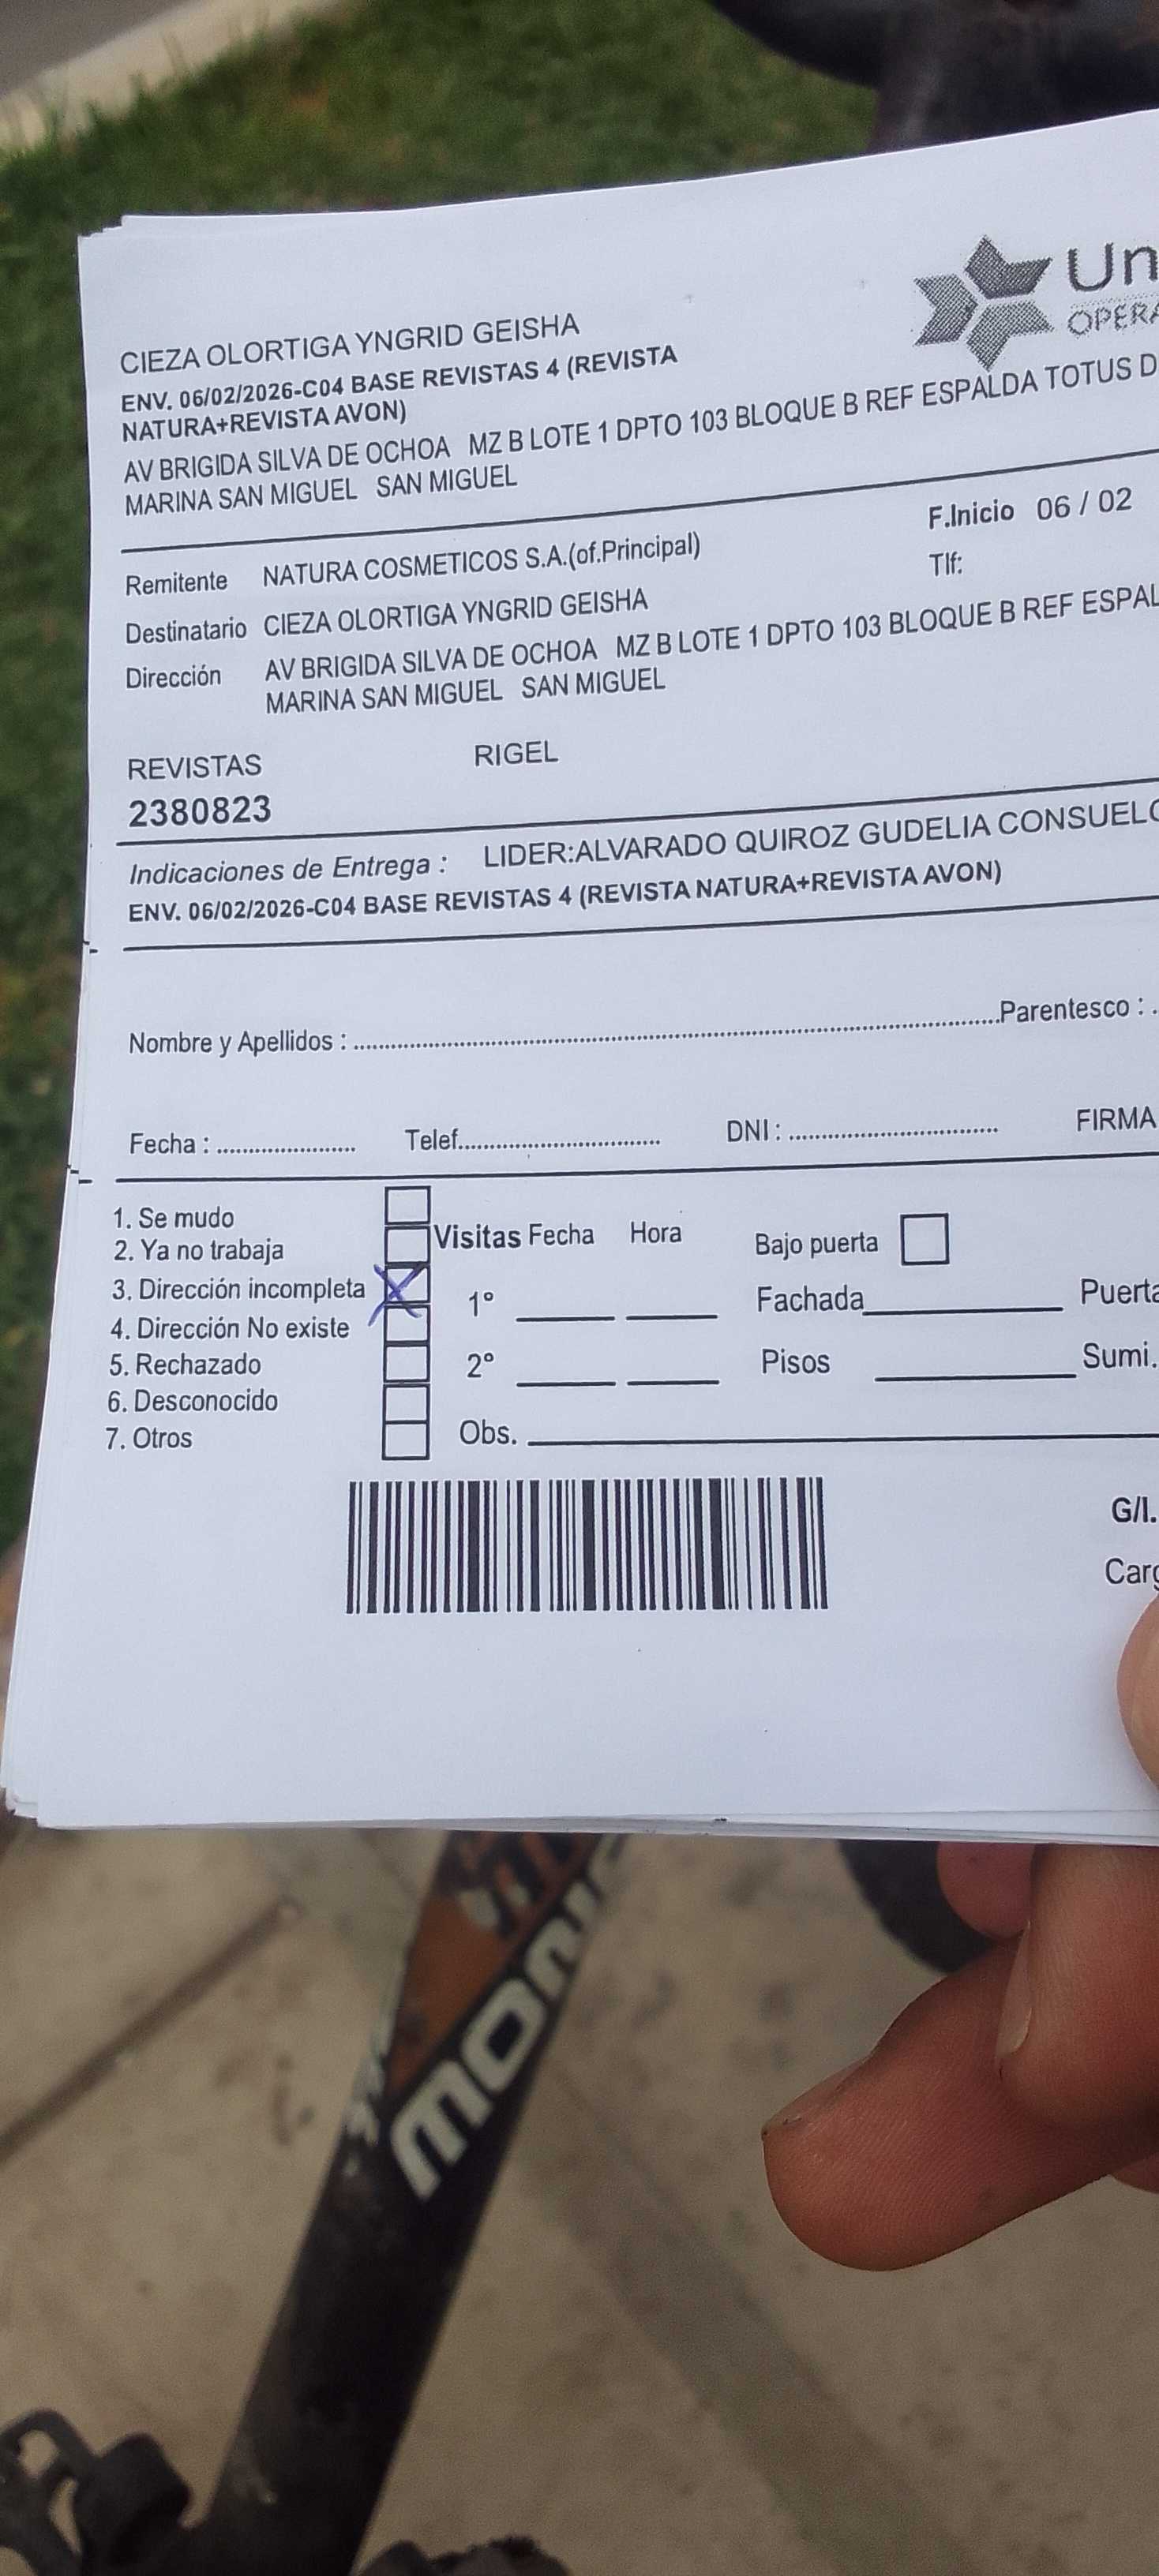 Un
OPERA
CIEZA OLORTIGA YNGRID GEISHA
ENV. 06/02/2026-C04 BASE REVISTAS 4 (REVISTA
NATURA+REVISTA AVON)
AV BRIGIDA SILVA DE OCHOA MZ B LOTE 1 DPTO 103 BLOQUE B REF ESPALDA TOTUS D
MARINA SAN MIGUEL SAN MIGUEL
F.Inicio 06 / 02
Remitente NATURA COSMETICOS S.A.(of.Principal) Tlf:
Destinatario CIEZA OLORTIGA YNGRID GEISHA
Dirección AV BRIGIDA SILVA DE OCHOA MZ B LOTE 1 DPTO 103 BLOQUE B REF ESPAL
MARINA SAN MIGUEL SAN MIGUEL
REVISTAS RIGEL
2380823
Indicaciones de Entrega : LIDER:ALVARADO QUIROZ GUDELIA CONSUELO
ENV. 06/02/2026-C04 BASE REVISTAS 4 (REVISTA NATURA+REVISTA AVON)
Nombre y Apellidos : Parentesco :
Fecha : Telef. DNI : FIRMA
1. Se mudo
2. Ya no trabaja Visitas Fecha Hora Bajo puerta
3. Dirección incompleta X 1° Fachada Puerta
4. Dirección No existe
5. Rechazado 2° Pisos Sumi.
6. Desconocido
7. Otros Obs.
G/I.
Carg
MON